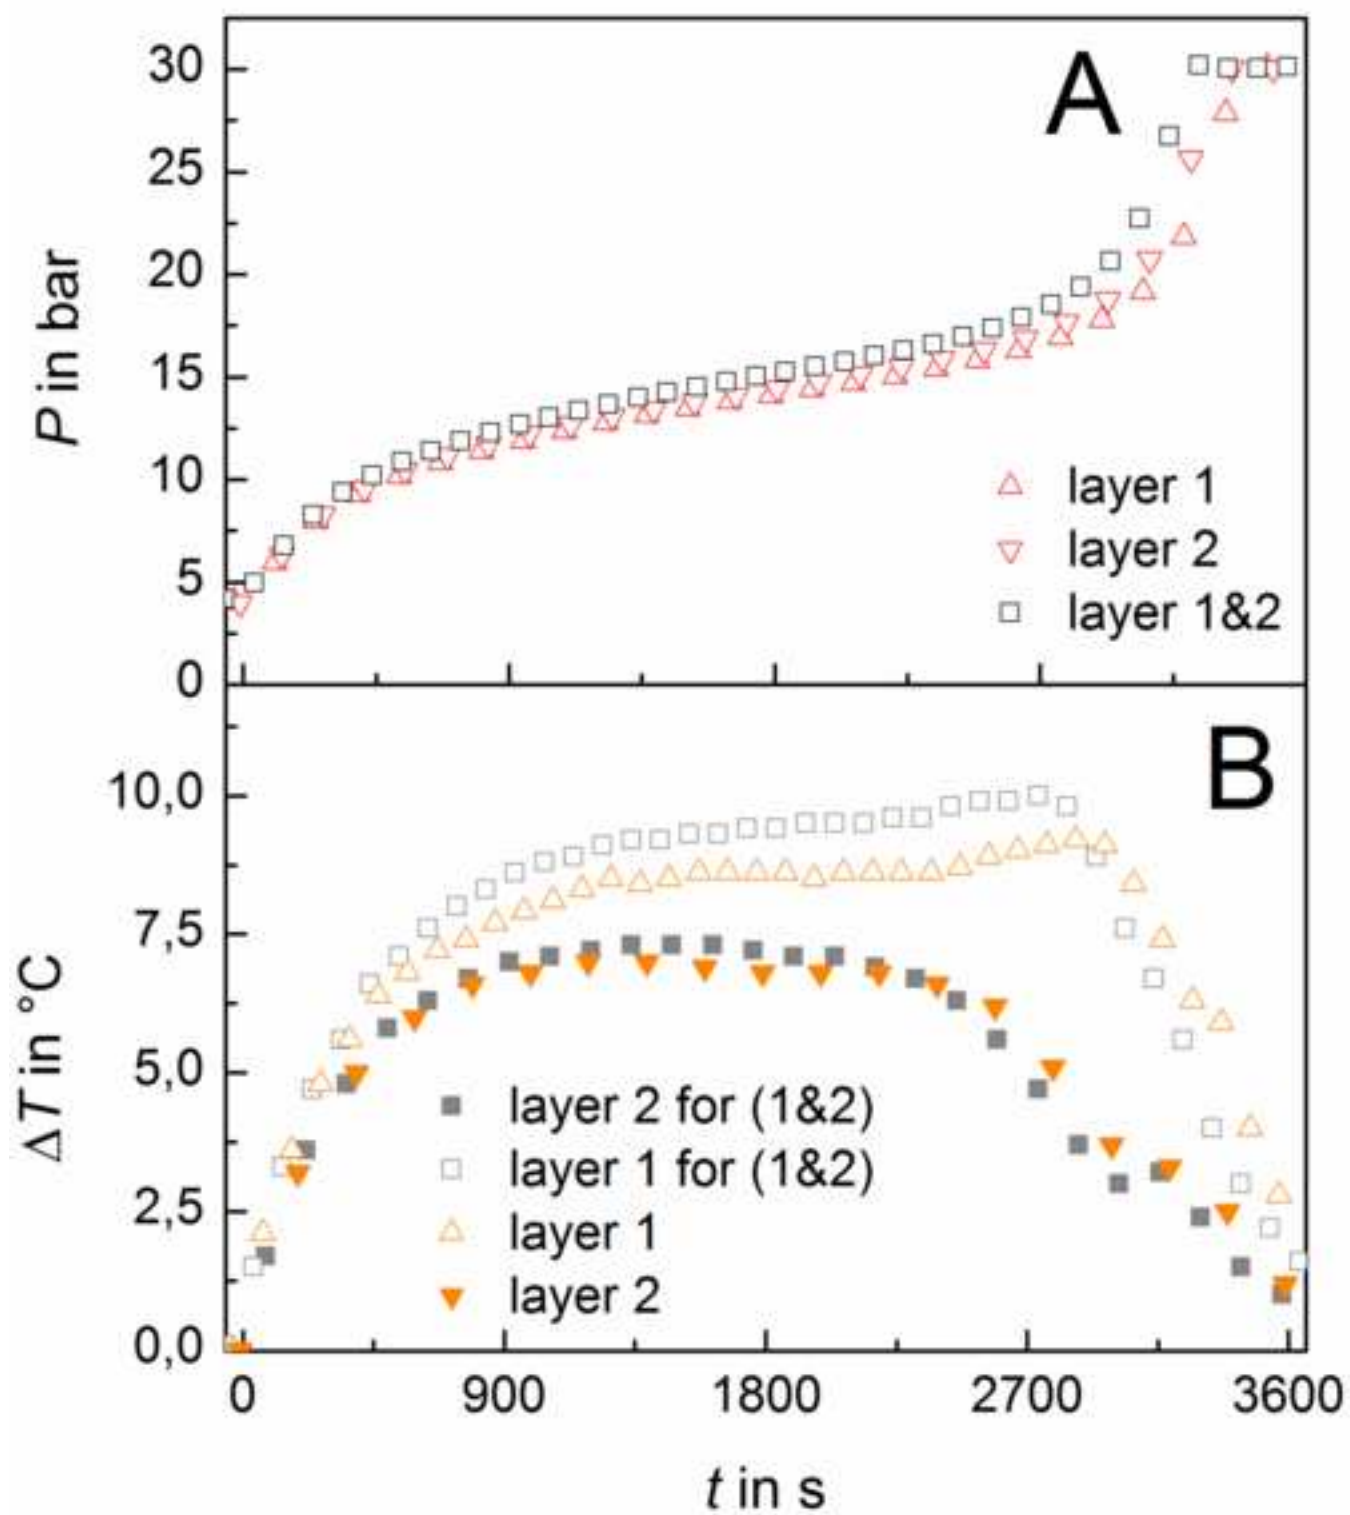 A
30
25
20
15
10
5
0
P in bar
layer 1
layer 2
layer 1&2
B
10,0
7,5
5,0
2,5
0,0
ΔT in °C
layer 2 for (1&2)
layer 1 for (1&2)
layer 1
layer 2
0 900 1800 2700 3600
t in s